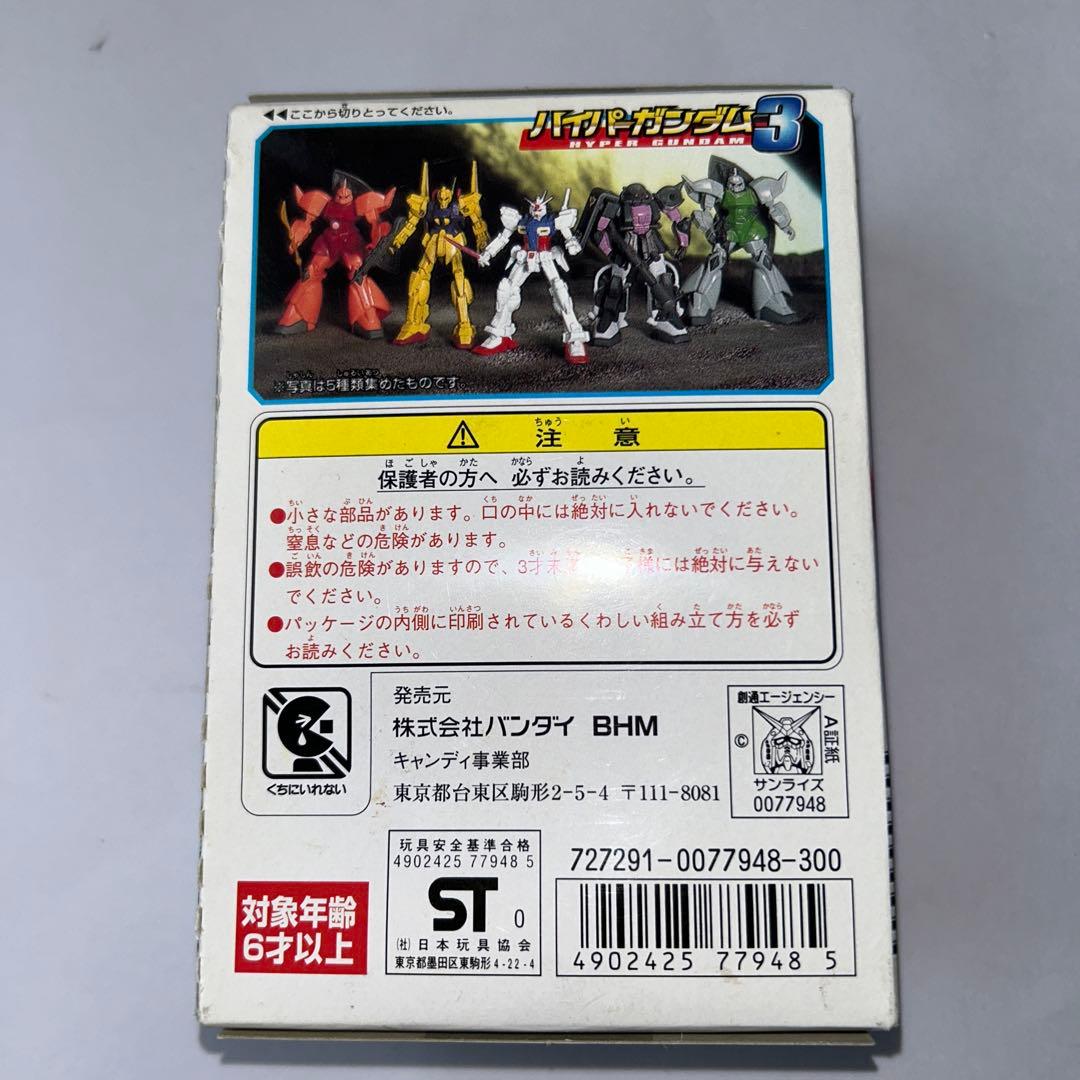 ◀◀ここから切りとってください。
ハイパーガンダム3
HYPER GUNDAM
※写真は5種類集めたものです。
⚠ 注意
保護者の方へ 必ずお読みください。
●小さな部品があります。口の中には絶対に入れないでください。
窒息などの危険があります。
●誤飲の危険がありますので、3才未 様には絶対に与えない
でください。
●パッケージの内側に印刷されているくわしい組み立て方を必ず
お読みください。
くちにいれない
発売元
株式会社バンダイ BHM
キャンディ事業部
東京都台東区駒形2-5-4 〒111-8081
創通エージェンシー
©
A証紙
サンライズ
0077948
対象年齢
6才以上
玩具安全基準合格
4902425 77948 5
ST 0
(社)日本玩具協会
東京都墨田区東駒形4-22-4
727291-0077948-300
4902425 779485